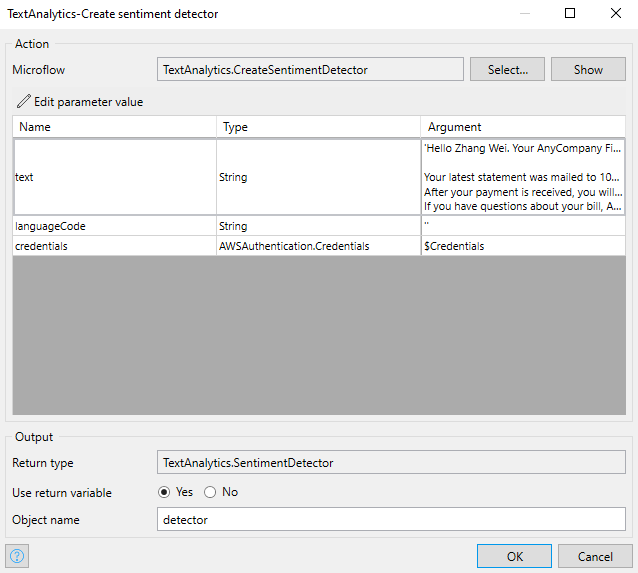 TextAnalytics-Create sentiment detector
Action
Microflow TextAnalytics.CreateSentimentDetector Select... Show
Edit parameter value
Name Type Argument
text String 'Hello Zhang Wei. Your AnyCompany Fi...
Your latest statement was mailed to 10...
After your payment is received, you will...
If you have questions about your bill, A...
languageCode String ''
credentials AWSAuthentication.Credentials $Credentials
Output
Return type TextAnalytics.SentimentDetector
Use return variable Yes No
Object name detector
? OK Cancel